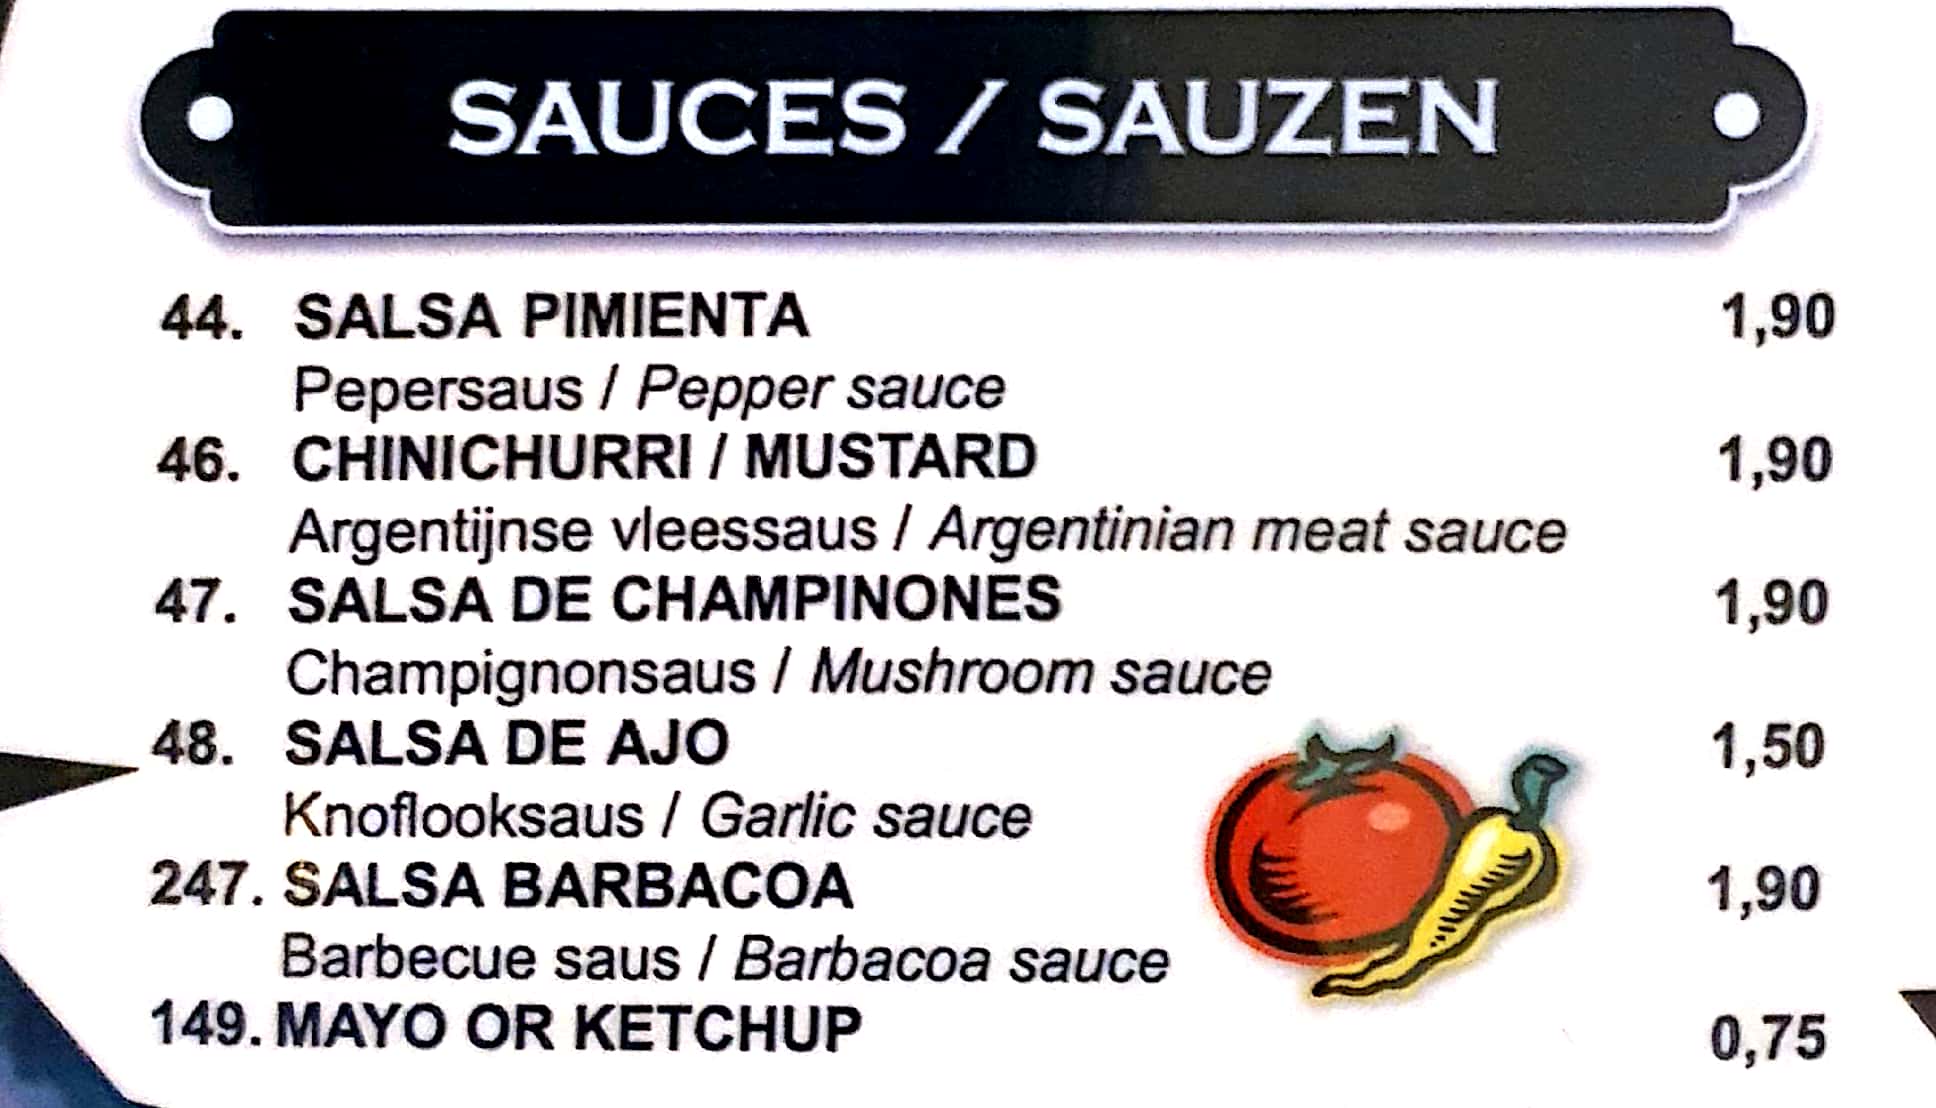 SAUCES / SAUZEN
44. SALSA PIMIENTA 1,90
Pepersaus / Pepper sauce
46. CHINICHURRI / MUSTARD 1,90
Argentijnse vleessaus / Argentinian meat sauce
47. SALSA DE CHAMPINONES 1,90
Champignonsaus / Mushroom sauce
48. SALSA DE AJO 1,50
Knoflooksaus / Garlic sauce
247. SALSA BARBACOA 1,90
Barbecue saus / Barbacoa sauce
149. MAYO OR KETCHUP 0,75